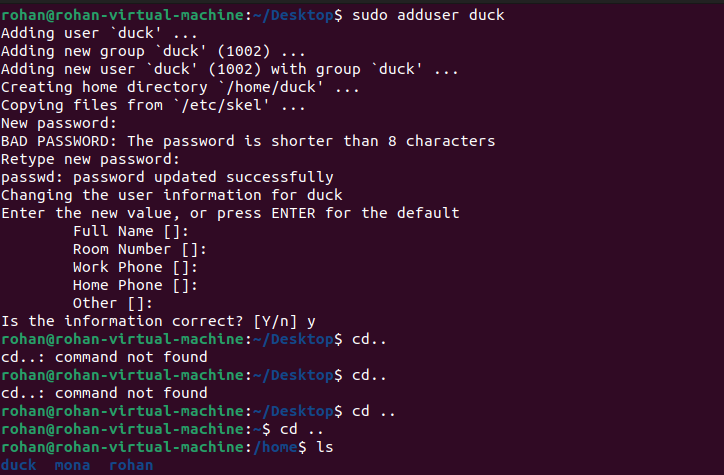 rohan@rohan-virtual-machine:~/Desktop$ sudo adduser duck
Adding user `duck' ...
Adding new group `duck' (1002) ...
Adding new user `duck' (1002) with group `duck' ...
Creating home directory `/home/duck' ...
Copying files from `/etc/skel' ...
New password:
BAD PASSWORD: The password is shorter than 8 characters
Retype new password:
passwd: password updated successfully
Changing the user information for duck
Enter the new value, or press ENTER for the default
        Full Name []:
        Room Number []:
        Work Phone []:
        Home Phone []:
        Other []:
Is the information correct? [Y/n] y
rohan@rohan-virtual-machine:~/Desktop$ cd..
cd..: command not found
rohan@rohan-virtual-machine:~/Desktop$ cd..
cd..: command not found
rohan@rohan-virtual-machine:~/Desktop$ cd ..
rohan@rohan-virtual-machine:~$ cd ..
rohan@rohan-virtual-machine:/home$ ls
duck  mona  rohan